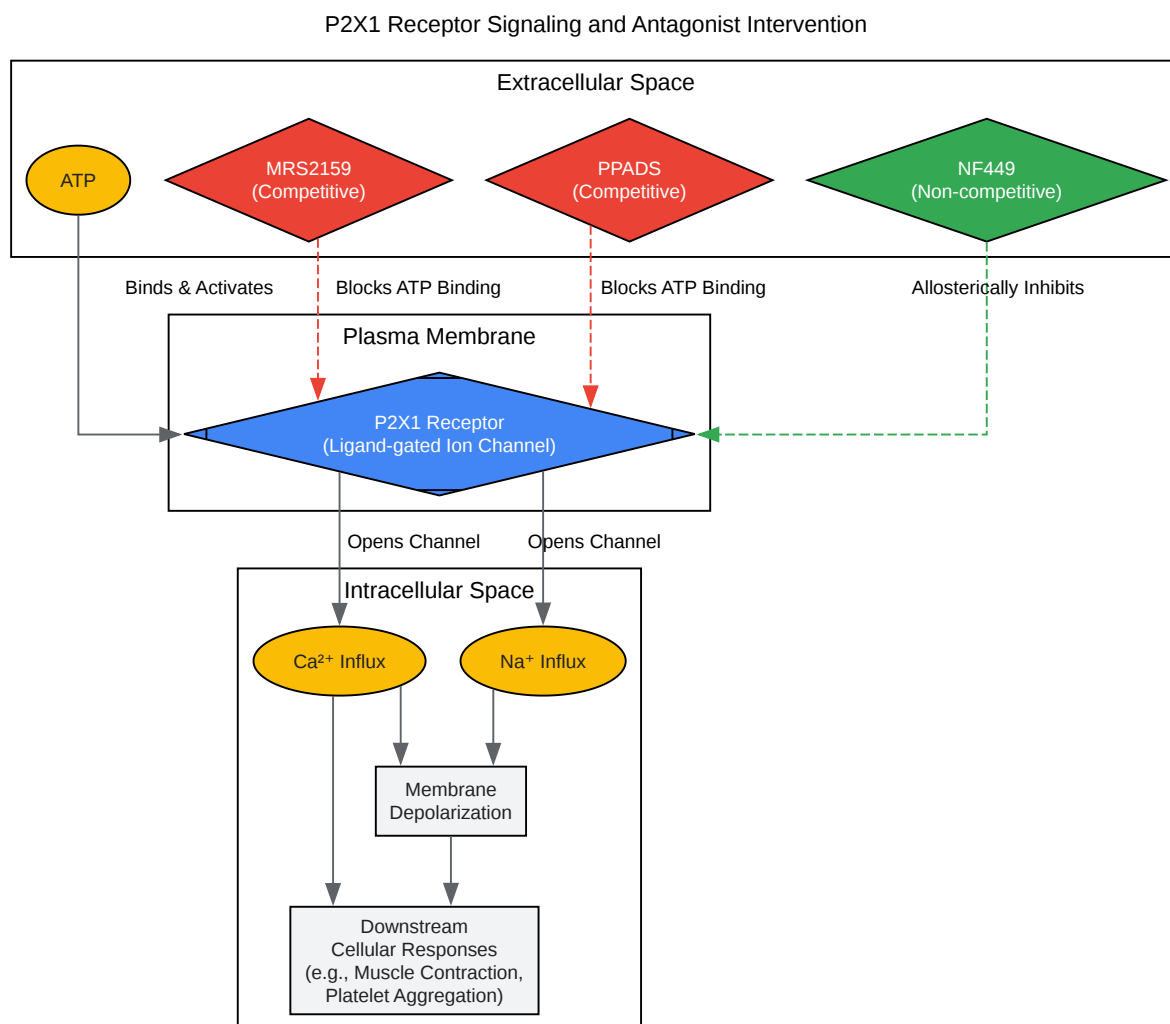 P2X1 Receptor Signaling and Antagonist Intervention
Extracellular Space
ATP
MRS2159
(Competitive)
PPADS
(Competitive)
NF449
(Non-competitive)
Binds & Activates
Blocks ATP Binding
Blocks ATP Binding
Allosterically Inhibits
Plasma Membrane
P2X1 Receptor
(Ligand-gated Ion Channel)
Opens Channel
Opens Channel
Intracellular Space
Ca²⁺ Influx
Na⁺ Influx
Membrane
Depolarization
Downstream
Cellular Responses
(e.g., Muscle Contraction,
Platelet Aggregation)